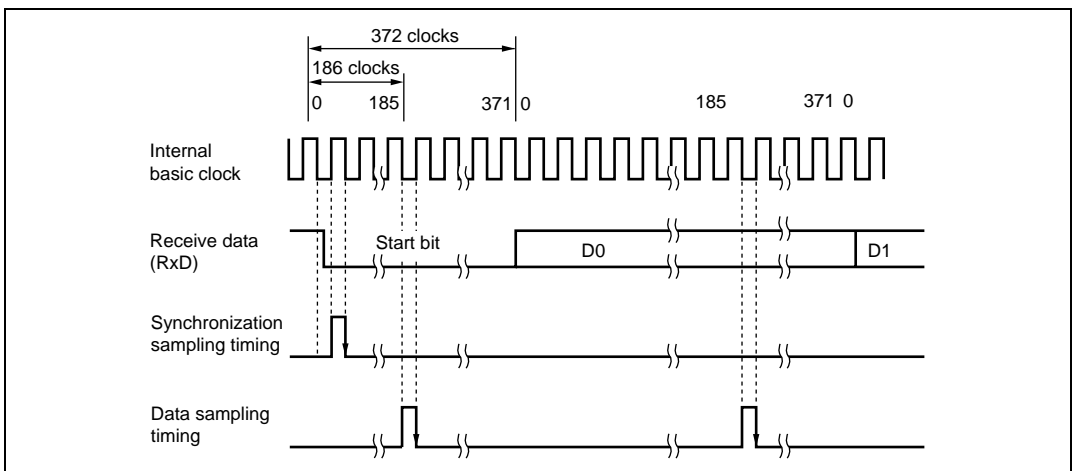 372 clocks
186 clocks
0 185 371 0 185 371 0
Internal
basic clock
Receive data
(RxD)
Start bit D0 D1
Synchronization
sampling timing
Data sampling
timing